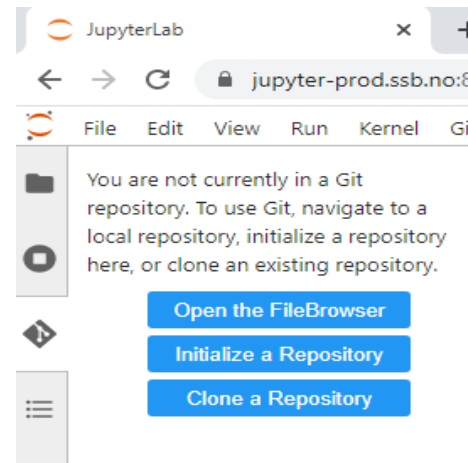 JupyterLab
jupyter-prod.ssb.no:8
File Edit View Run Kernel Gi
You are not currently in a Git
repository. To use Git, navigate to a
local repository, initialize a repository
here, or clone an existing repository.
Open the FileBrowser
Initialize a Repository
Clone a Repository